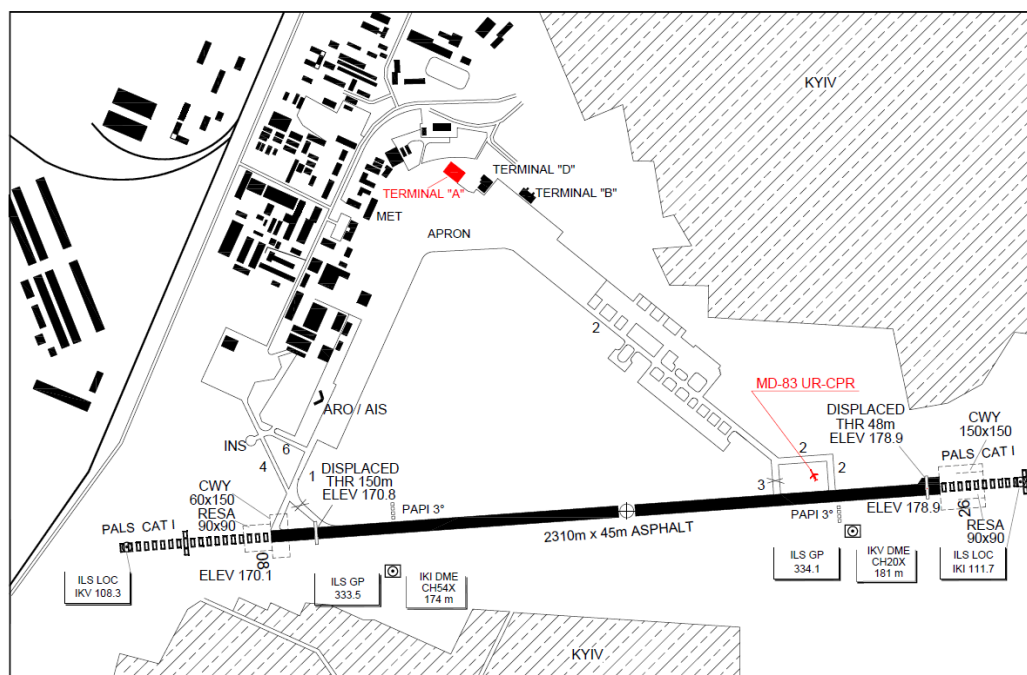 KYIV
TERMINAL "D"
TERMINAL "A"
TERMINAL "B"
MET
APRON
2
MD-83 UR-CPR
DISPLACED
THR 48m
ELEV 178.9
CWY
150x150
PALS CAT I
ARO / AIS
INS
6
4
1
DISPLACED
THR 150m
ELEV 170.8
2
2
3
CWY
60x150
RESA
90x90
PALS CAT I
PAPI 3°
PAPI 3°
ELEV 178.9
26
RESA
90x90
2310m x 45m ASPHALT
08
ELEV 170.1
ILS LOC
IKV 108.3
ILS GP
333.5
IKI DME
CH54X
174 m
ILS GP
334.1
IKV DME
CH20X
181 m
ILS LOC
IKI 111.7
KYIV